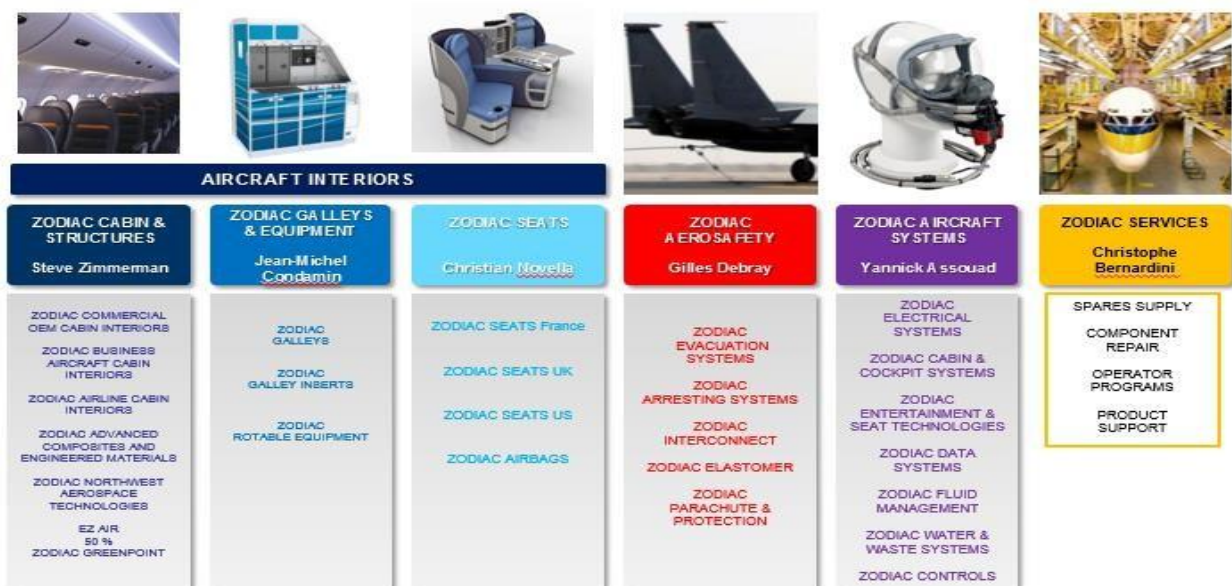 AIRCRAFT INTERIORS
ZODIAC CABIN &
STRUCTURES
Steve Zimmerman
ZODIAC COMMERCIAL
OEM CABIN INTERIORS
ZODIAC BUSINESS
AIRCRAFT CABIN
INTERIORS
ZODIAC AIRLINE CABIN
INTERIORS
ZODIAC ADVANCED
COMPOSITES AND
ENGINEERED MATERIALS
ZODIAC NORTHWEST
AEROSPACE
TECHNOLOGIES
EZ AIR
50 %
ZODIAC GREENPOINT
ZODIAC GALLEYS
& EQUIPMENT
Jean-Michel
Condamin
ZODIAC
GALLEYS
ZODIAC
GALLEY INSERTS
ZODIAC
ROTABLE EQUIPMENT
ZODIAC SEATS
Christian Novella
ZODIAC SEATS France
ZODIAC SEATS UK
ZODIAC SEATS US
ZODIAC AIRBAGS
ZODIAC
AEROSAFETY
Gilles Debray
ZODIAC
EVACUATION
SYSTEMS
ZODIAC
ARRESTING SYSTEMS
ZODIAC
INTERCONNECT
ZODIAC ELASTOMER
ZODIAC
PARACHUTE &
PROTECTION
ZODIAC AIRCRAFT
SYSTEMS
Yannick Assouad
ZODIAC
ELECTRICAL
SYSTEMS
ZODIAC CABIN &
COCKPIT SYSTEMS
ZODIAC
ENTERTAINMENT &
SEAT TECHNOLOGIES
ZODIAC DATA
SYSTEMS
ZODIAC FLUID
MANAGEMENT
ZODIAC WATER &
WASTE SYSTEMS
ZODIAC CONTROLS
ZODIAC SERVICES
Christophe
Bernardini
SPARES SUPPLY
COMPONENT
REPAIR
OPERATOR
PROGRAMS
PRODUCT
SUPPORT